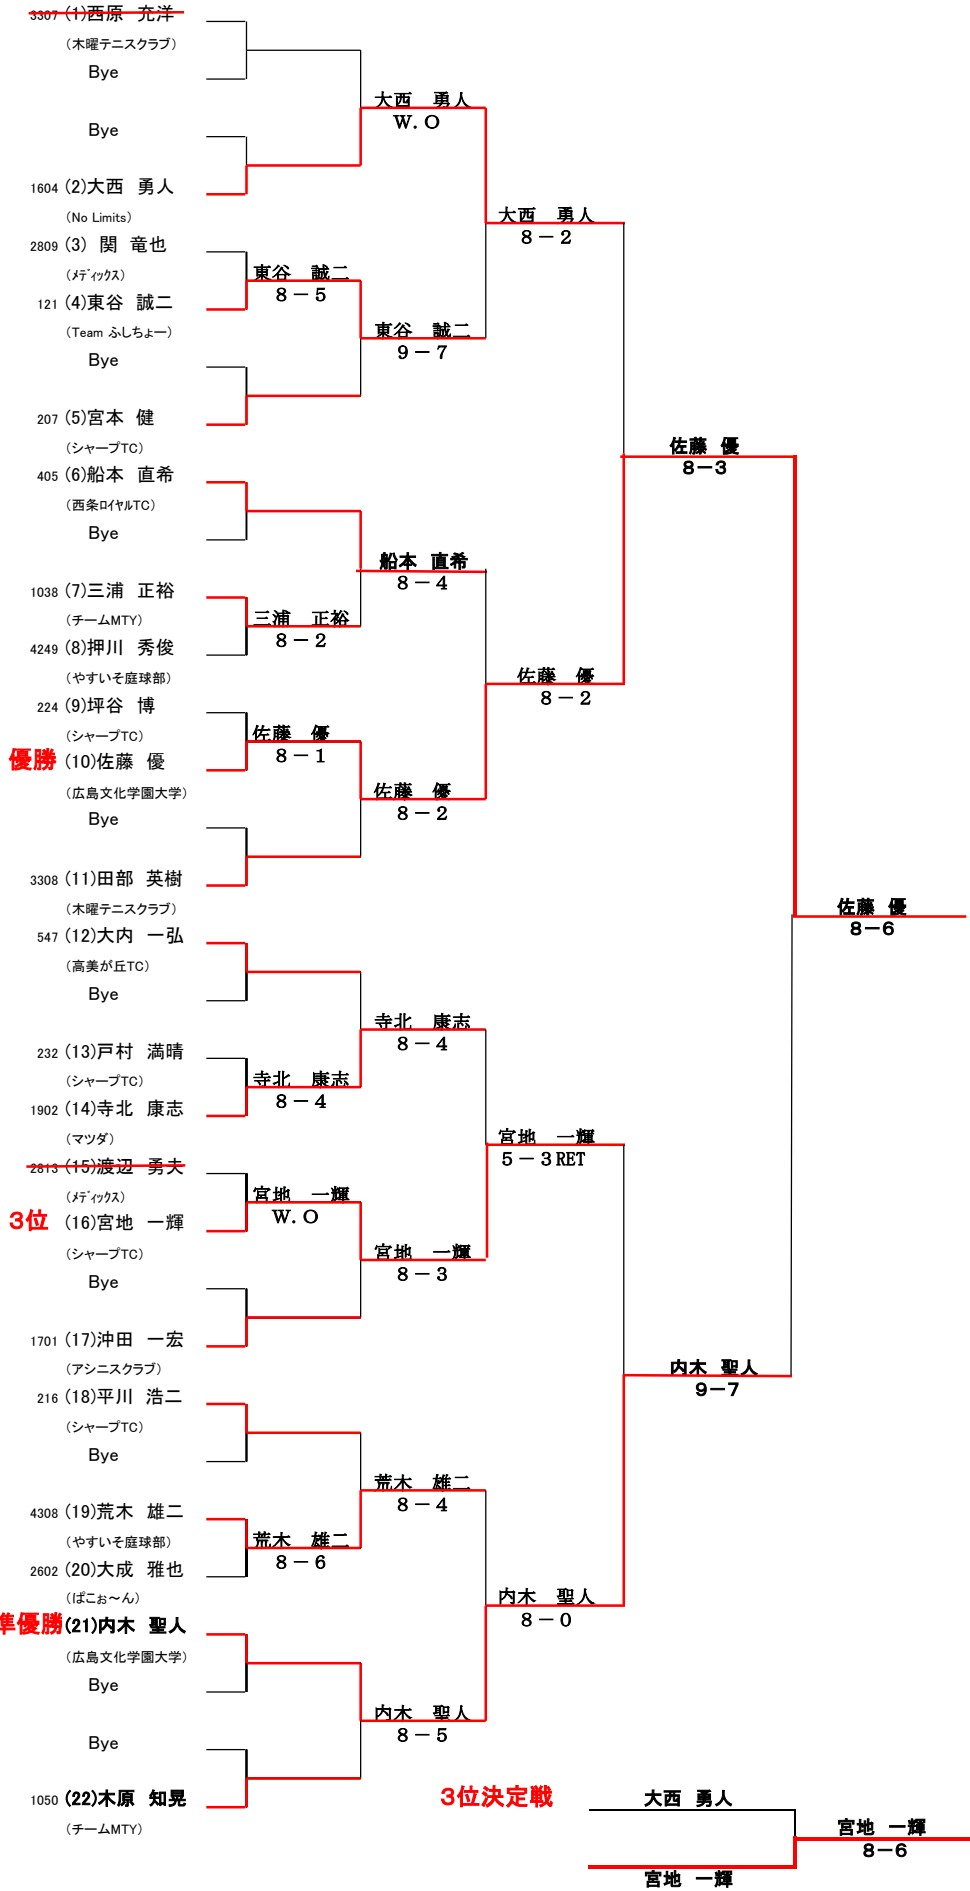 3307 (1)西原 充洋
(木曜テニスクラブ)
Bye
Bye
1604 (2)大西 勇人
(No Limits)
2809 (3) 関 竜也
(ﾒﾃﾞｨｯｸｽ)
121 (4)東谷 誠二
(Team ふしちょー)
Bye
207 (5)宮本 健
(シャープTC)
405 (6)船本 直希
(西条ﾛｲﾔﾙTC)
Bye
1038 (7)三浦 正裕
(チームMTY)
4249 (8)押川 秀俊
(やすいそ庭球部)
224 (9)坪谷 博
(シャープTC)
優勝 (10)佐藤 優
(広島文化学園大学)
Bye
3308 (11)田部 英樹
(木曜テニスクラブ)
547 (12)大内 一弘
(高美が丘TC)
Bye
232 (13)戸村 満晴
(シャープTC)
1902 (14)寺北 康志
(マツダ)
2813 (15)渡辺 勇夫
(ﾒﾃﾞｨｯｸｽ)
3位 (16)宮地 一輝
(シャープTC)
Bye
1701 (17)沖田 一宏
(アシニスクラブ)
216 (18)平川 浩二
(シャープTC)
Bye
4308 (19)荒木 雄二
(やすいそ庭球部)
2602 (20)大成 雅也
(ぱこぉ～ん)
準優勝 (21)内木 聖人
(広島文化学園大学)
Bye
Bye
1050 (22)木原 知晃
(チームMTY)
東谷 誠二
8－5
三浦 正裕
8－2
佐藤 優
8－1
寺北 康志
8－4
宮地 一輝
W．O
荒木 雄二
8－6
大西 勇人
W．O
東谷 誠二
9－7
船本 直希
8－4
佐藤 優
8－2
寺北 康志
8－4
宮地 一輝
8－3
荒木 雄二
8－4
内木 聖人
8－5
大西 勇人
8－2
佐藤 優
8－2
宮地 一輝
5－3 RET
内木 聖人
8－0
佐藤 優
8－3
内木 聖人
9－7
佐藤 優
8－6
3位決定戦
大西 勇人
宮地 一輝
宮地 一輝
8－6